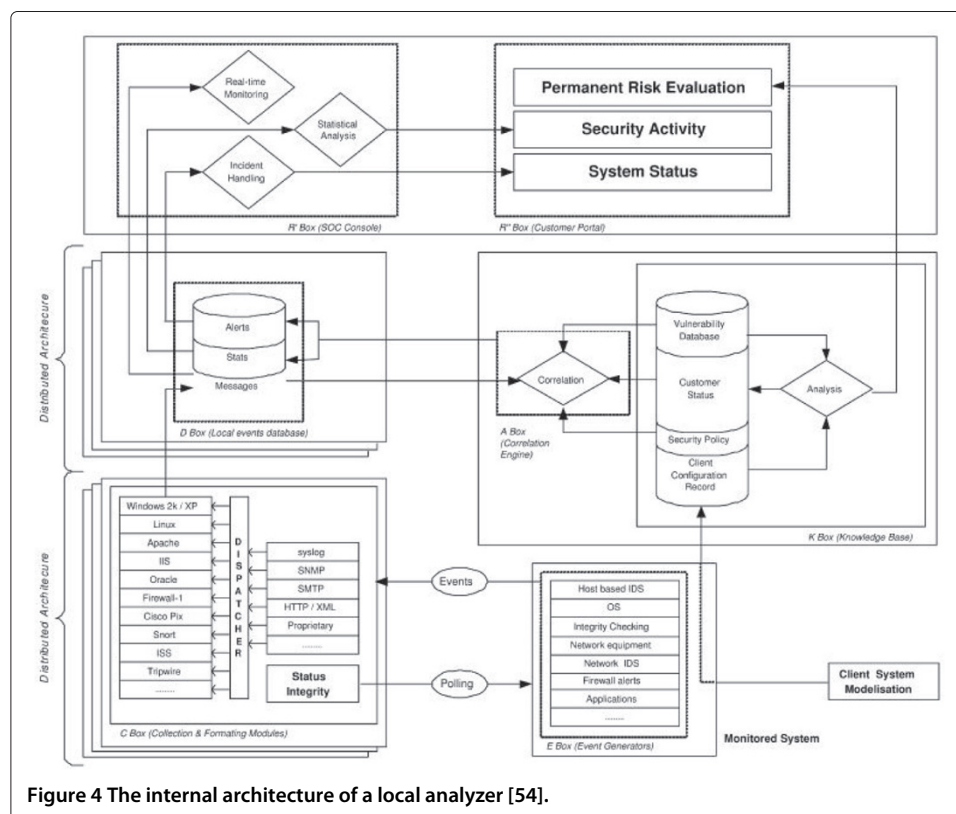 Real-time
Monitoring
Statistical
Analysis
Incident
Handling
R' Box (SOC Console)
Permanent Risk Evaluation
Security Activity
System Status
R" Box (Customer Portal)
Distributed Architecure
Alerts
Stats
Messages
D Box (Local events database)
Correlation
A Box
(Correlation
Engine)
Vulnerability
Database
Customer
Status
Security Policy
Client
Configuration
Record
Analysis
K Box (Knowledge Base)
Distributed Architecure
Windows 2k / XP
Linux
Apache
IIS
Oracle
Firewall-1
Cisco Pix
Snort
ISS
Tripwire
........
DISPATCHER
syslog
SNMP
SMTP
HTTP / XML
Proprietary
........
Status
Integrity
C Box (Collection & Formating Modules)
Events
Polling
Host based IDS
OS
Integrity Checking
Network equipment
Network IDS
Firewall alerts
Applications
........
E Box (Event Generators)
Monitored System
Client System
Modelisation
Figure 4 The internal architecture of a local analyzer [54].